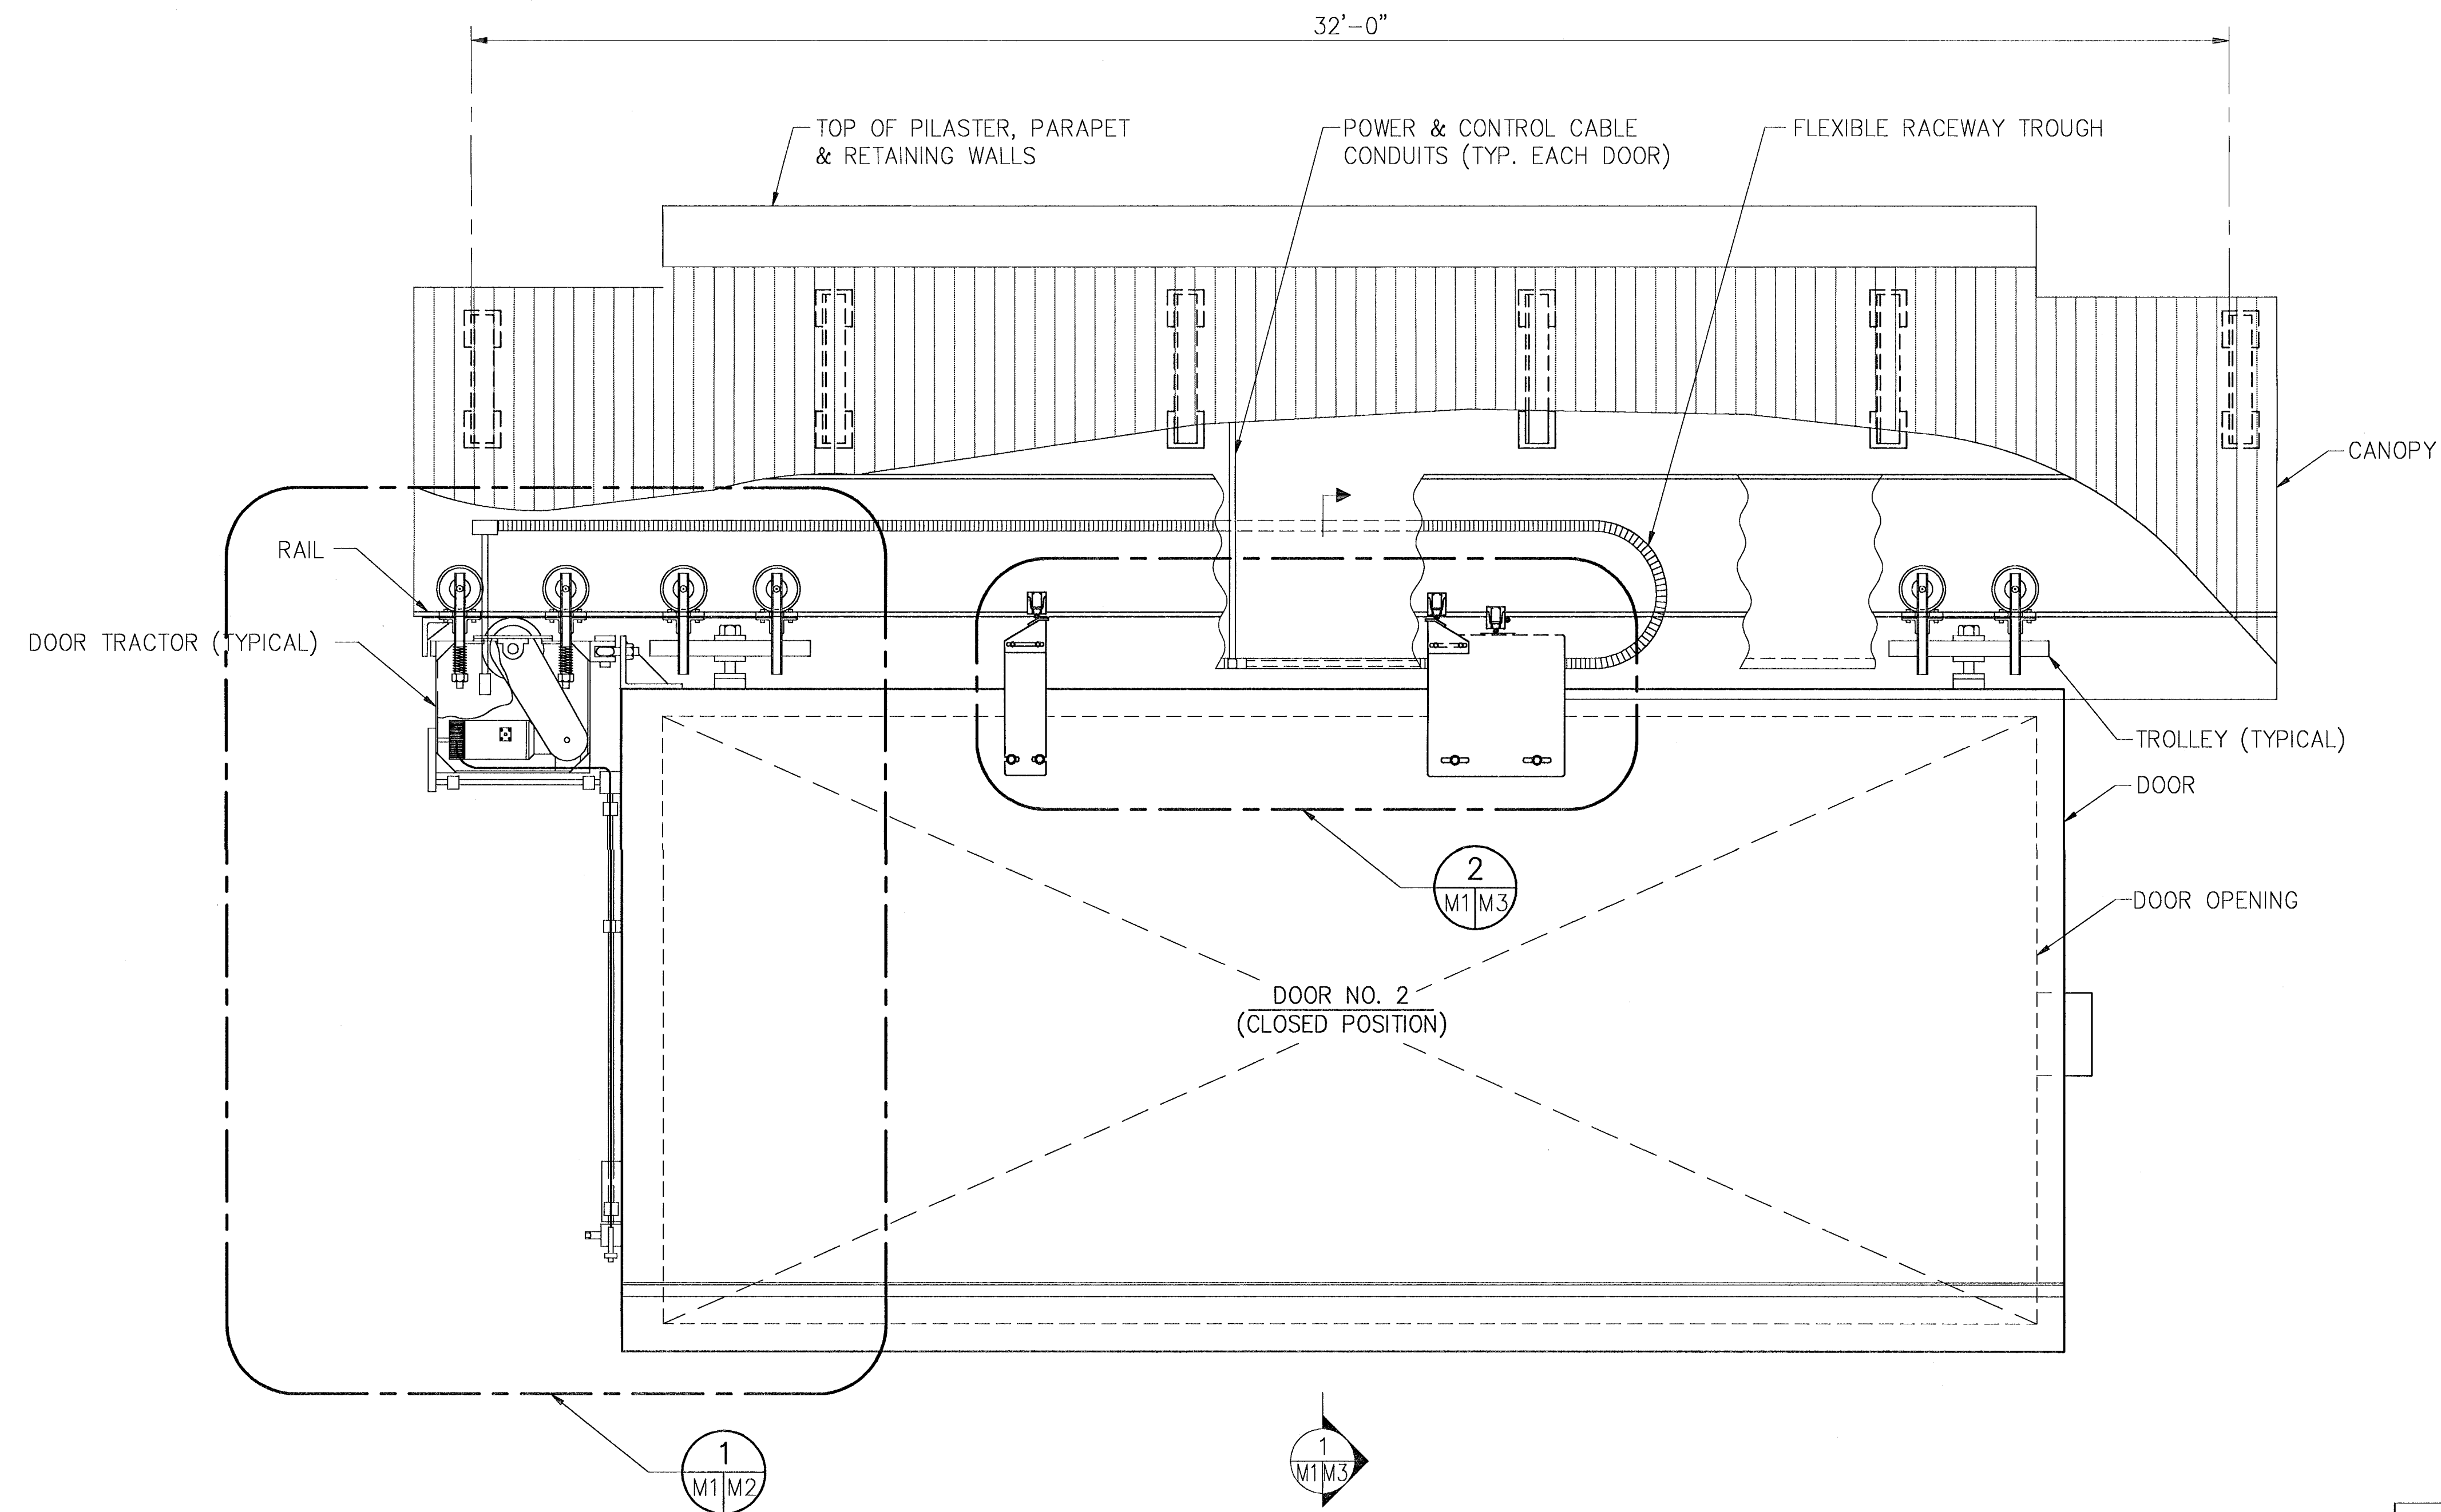 32'-0"
TOP OF PILASTER, PARAPET
& RETAINING WALLS
POWER & CONTROL CABLE
CONDUITS (TYP. EACH DOOR)
FLEXIBLE RACEWAY TROUGH
CANOPY
RAIL
DOOR TRACTOR (TYPICAL)
TROLLEY (TYPICAL)
DOOR
2
M1 M3
DOOR OPENING
DOOR NO. 2
(CLOSED POSITION)
1
M1 M2
1
M1 M3